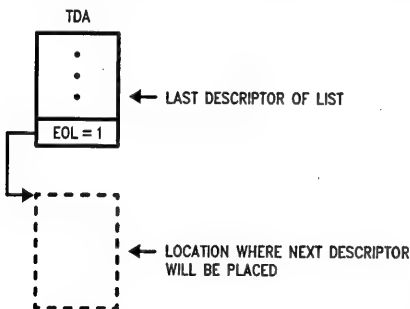 TDA
LAST DESCRIPTOR OF LIST
EOL = 1
LOCATION WHERE NEXT DESCRIPTOR
WILL BE PLACED